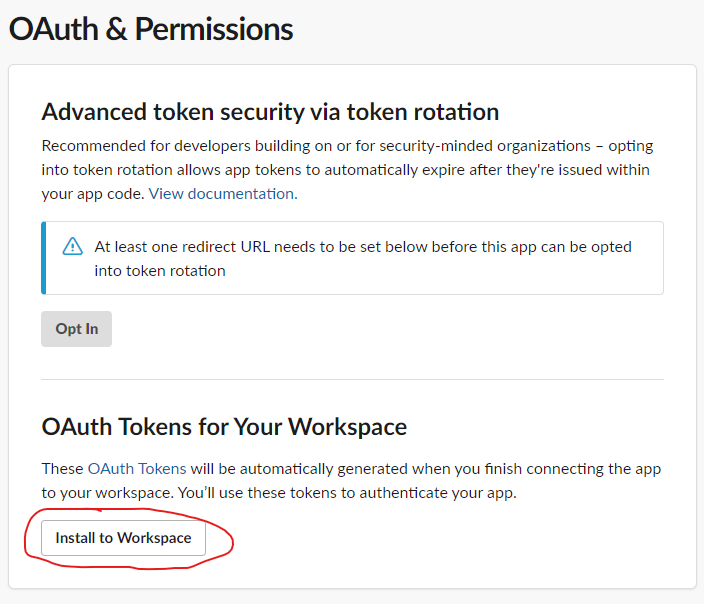 OAuth & Permissions
Advanced token security via token rotation
Recommended for developers building on or for security-minded organizations – opting
into token rotation allows app tokens to automatically expire after they're issued within
your app code. View documentation.
At least one redirect URL needs to be set below before this app can be opted
into token rotation
Opt In
OAuth Tokens for Your Workspace
These OAuth Tokens will be automatically generated when you finish connecting the app
to your workspace. You’ll use these tokens to authenticate your app.
Install to Workspace